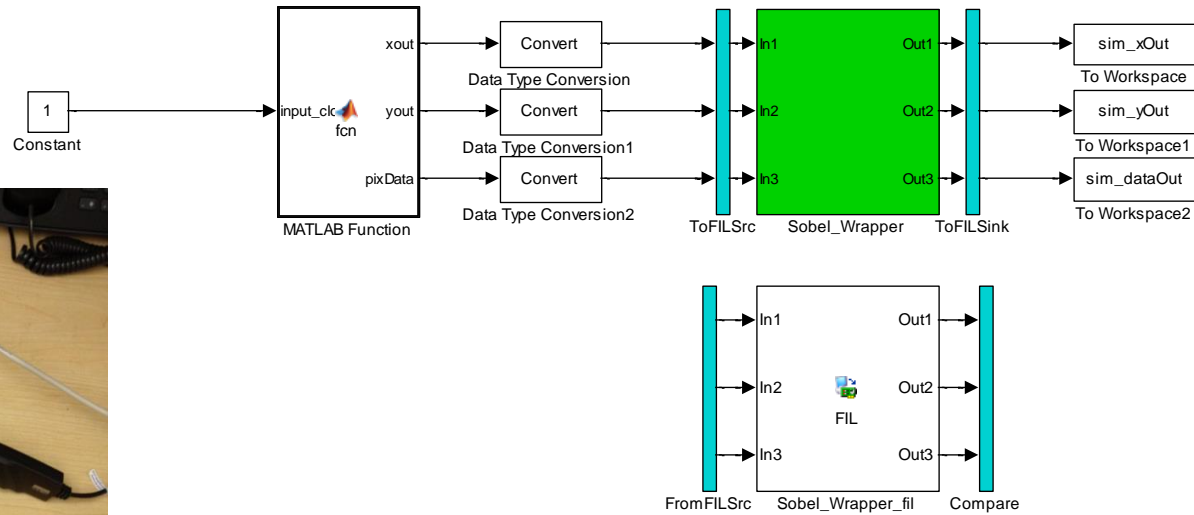 xout Convert In1 Out1 sim_xOut
Data Type Conversion To Workspace
1 yout Convert In2 Out2 sim_yOut
Constant fcn Data Type Conversion1 To Workspace1
pixData Convert In3 Out3 sim_dataOut
Data Type Conversion2 To Workspace2
MATLAB Function ToFILSrc Sobel_Wrapper ToFILSink
In1 Out1
In2 Out2
FIL
In3 Out3
FromFILSrc Sobel_Wrapper_fil Compare